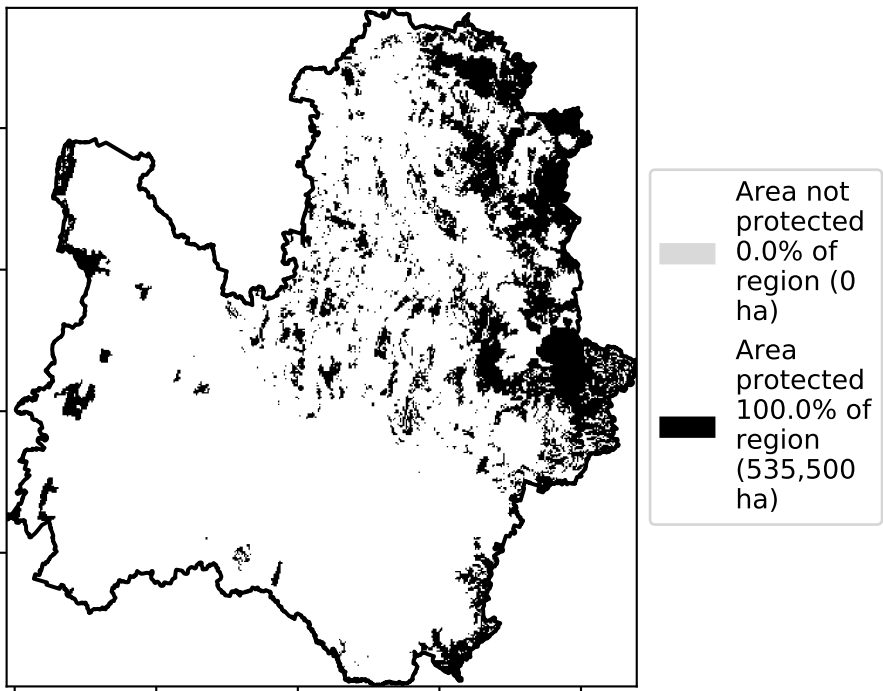 Area not
protected
0.0% of
region (0
ha)
Area
protected
100.0% of
region
(535,500
ha)